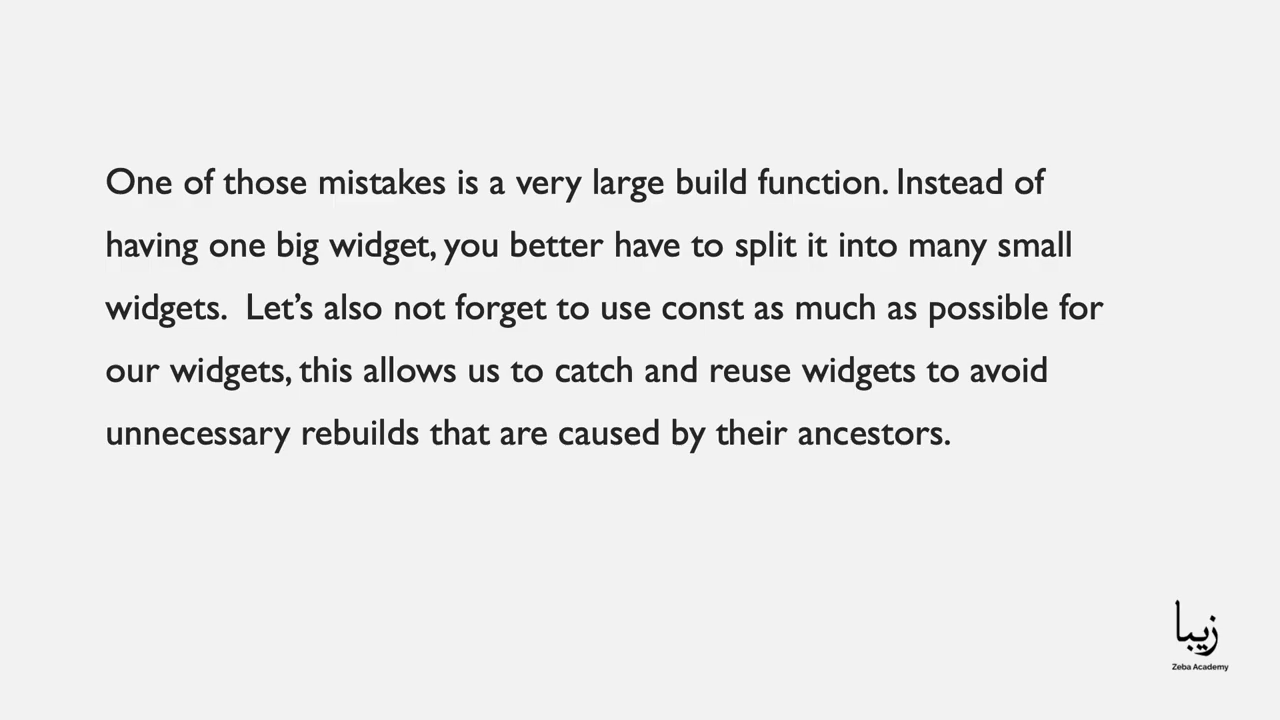 One of those mistakes is a very large build function. Instead of
having one big widget, you better have to split it into many small
widgets.  Let’s also not forget to use const as much as possible for
our widgets, this allows us to catch and reuse widgets to avoid
unnecessary rebuilds that are caused by their ancestors.
زیبا
Zeba Academy